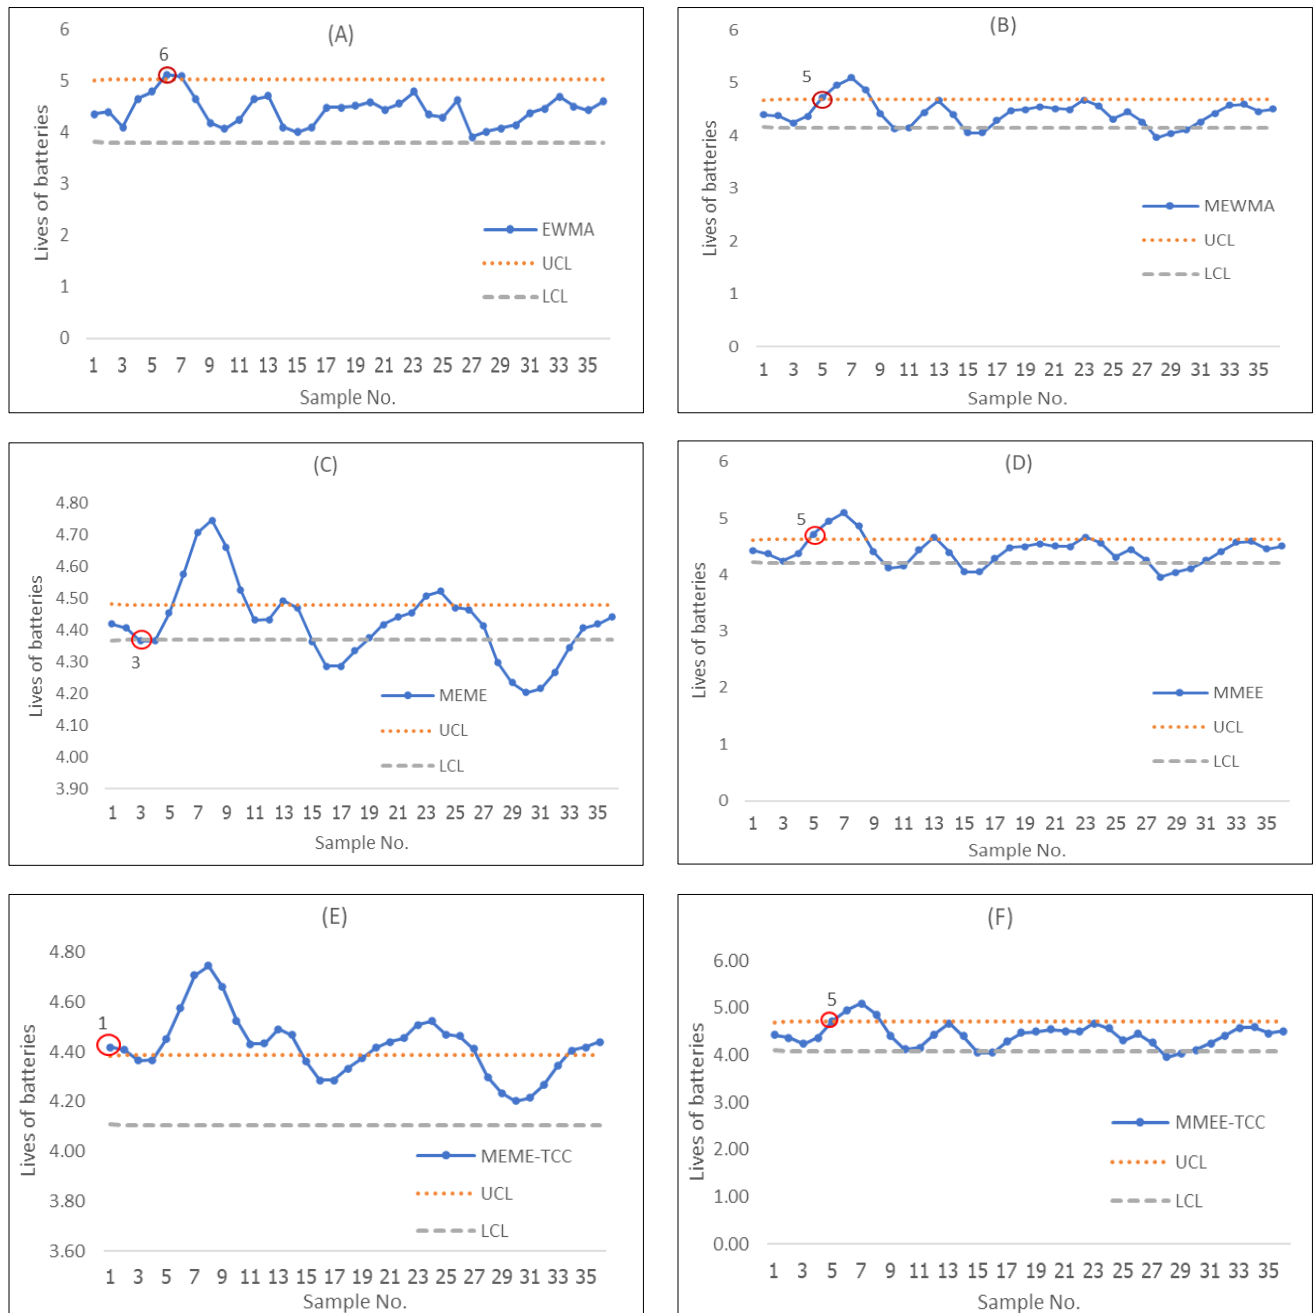 (A)
6
6
5
4
3
2
1
0
Lives of batteries
EWMA
UCL
LCL
1 3 5 7 9 11 13 15 17 19 21 23 25 27 29 31 33 35
Sample No.
(B)
6
5
5
4
3
2
1
0
Lives of batteries
MEWMA
UCL
LCL
1 3 5 7 9 11 13 15 17 19 21 23 25 27 29 31 33 35
Sample No.
(C)
4.80
4.70
4.60
4.50
4.40
4.30
4.20
4.10
4.00
3.90
3
Lives of batteries
MEME
UCL
LCL
1 3 5 7 9 11 13 15 17 19 21 23 25 27 29 31 33 35
Sample No.
(D)
6
5
5
4
3
2
1
0
Lives of batteries
MMEE
UCL
LCL
1 3 5 7 9 11 13 15 17 19 21 23 25 27 29 31 33 35
Sample No.
(E)
4.80
4.60
1
4.40
4.20
4.00
3.80
3.60
Lives of batteries
MEME-TCC
UCL
LCL
1 3 5 7 9 11 13 15 17 19 21 23 25 27 29 31 33 35
Sample No.
(F)
6.00
5
5.00
4.00
3.00
2.00
1.00
0.00
Lives of batteries
MMEE-TCC
UCL
LCL
1 3 5 7 9 11 13 15 17 19 21 23 25 27 29 31 33 35
Sample No.